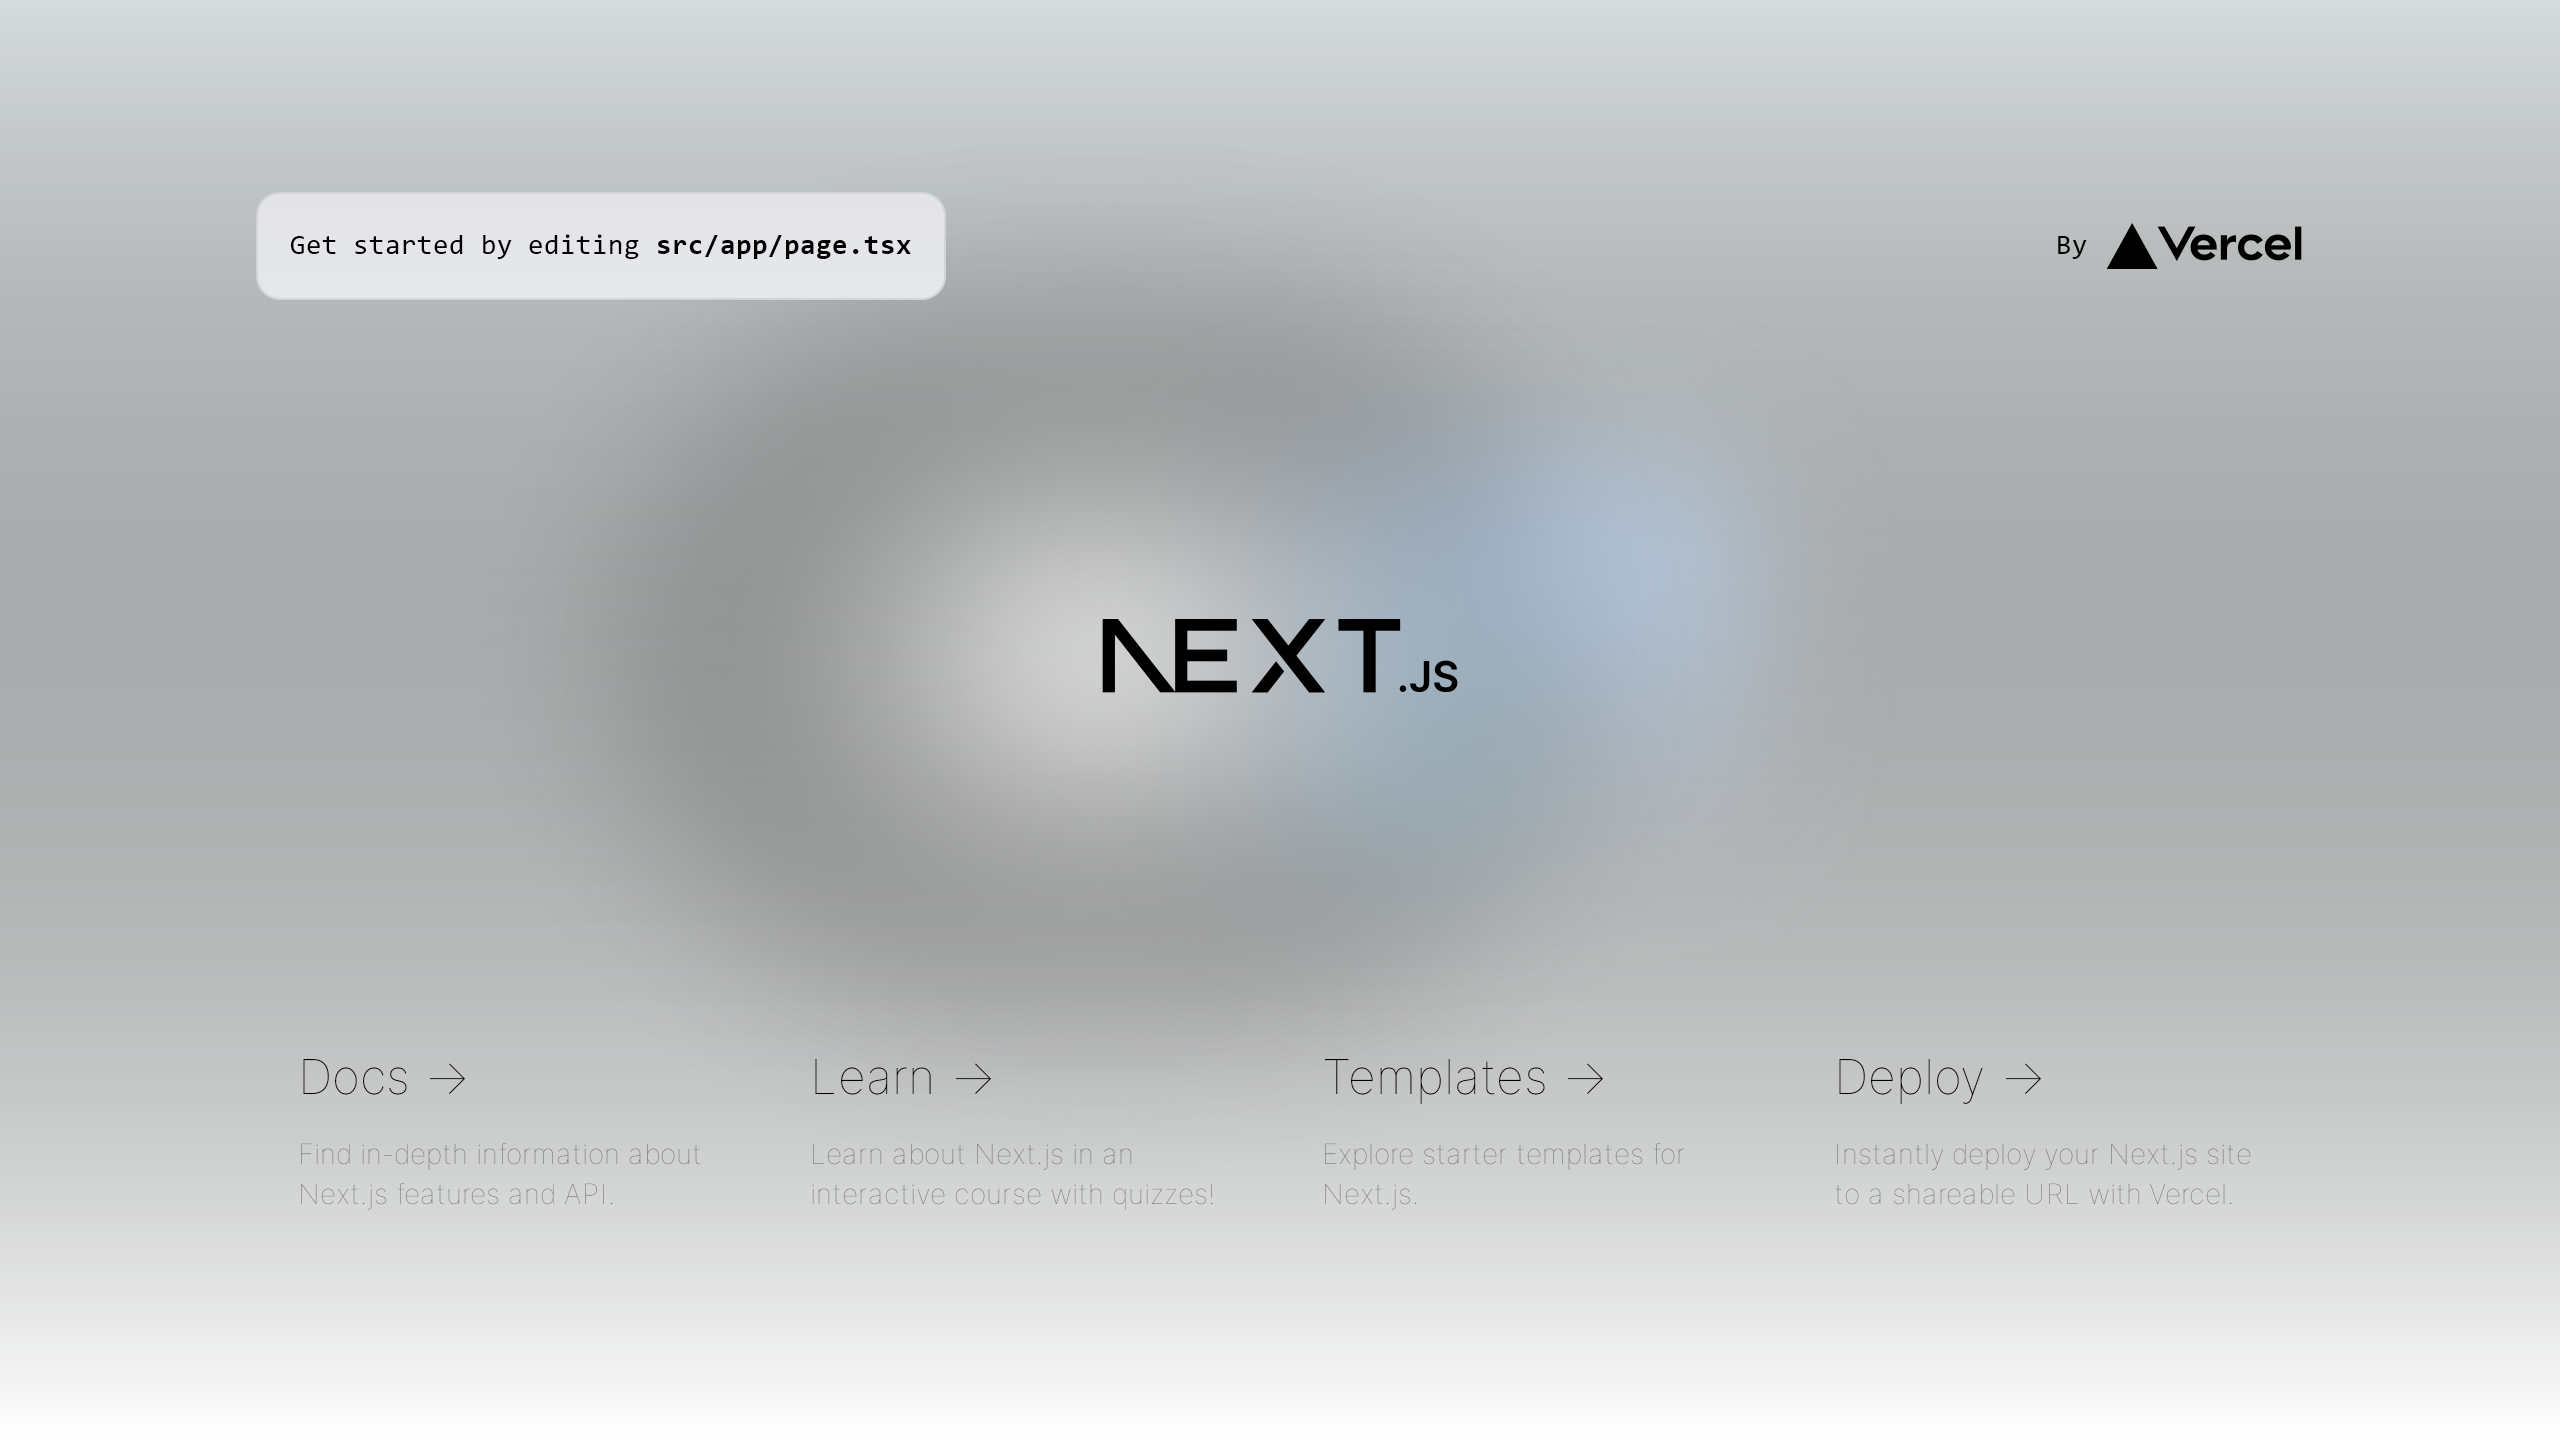 Get started by editing src/app/page.tsx
By Vercel
NEXT.JS
Docs →
Find in-depth information about
Next.js features and API.
Learn →
Learn about Next.js in an
interactive course with quizzes!
Templates →
Explore starter templates for
Next.js.
Deploy →
Instantly deploy your Next.js site
to a shareable URL with Vercel.